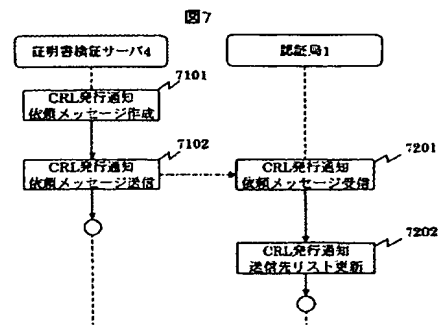 図7
証明書検証サーバ4
認証局1
7101
CRL発行通知
依頼メッセージ作成
7102
CRL発行通知
依頼メッセージ送信
7201
CRL発行通知
依頼メッセージ受信
7202
CRL発行通知
送信先リスト更新